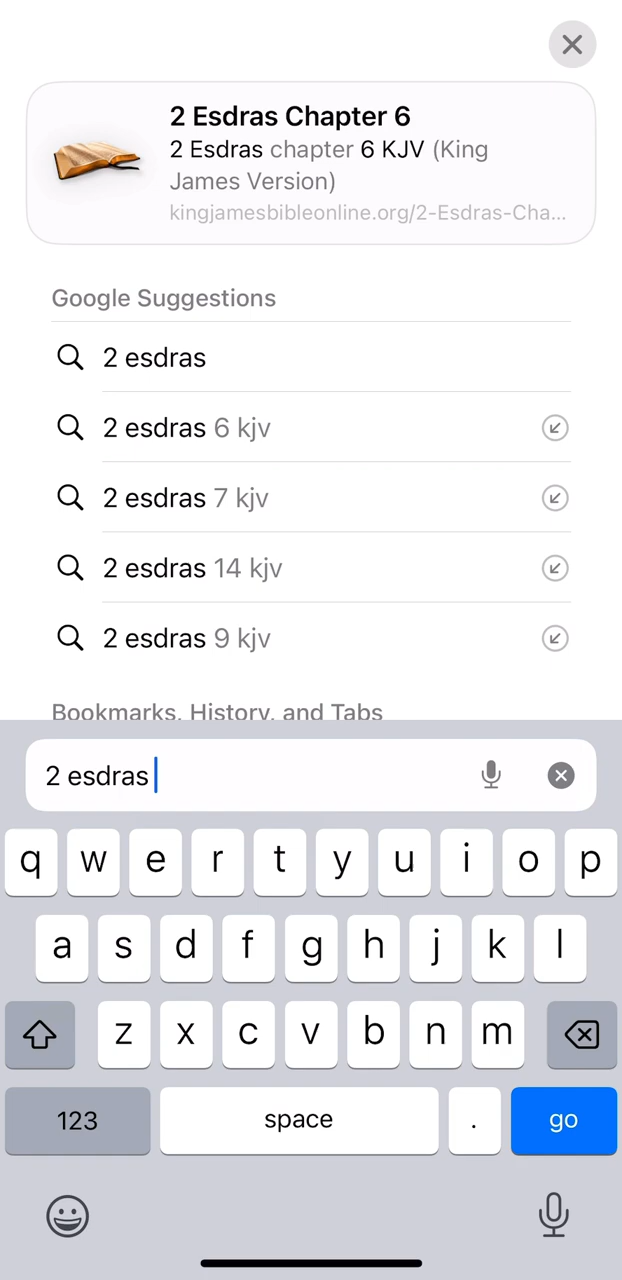 2 Esdras Chapter 6
2 Esdras chapter 6 KJV (King
James Version)
kingjamesbibleonline.org/2-Esdras-Cha...
Google Suggestions
2 esdras
2 esdras 6 kjv
2 esdras 7 kjv
2 esdras 14 kjv
2 esdras 9 kjv
Bookmarks, History, and Tabs
2 esdras
q w e r t y u i o p
a s d f g h j k l
z x c v b n m
123 space . go